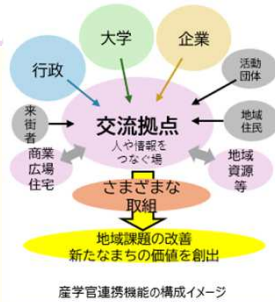 大学
企業
行政
活動
団体
来
街
者
交流拠点
人や情報を
つなぐ場
地域
住民
商業
広場
住宅
地域
資源
等
さまざまな
取組
地域課題の改善
新たなまちの価値を創出
産学官連携機能の構成イメージ